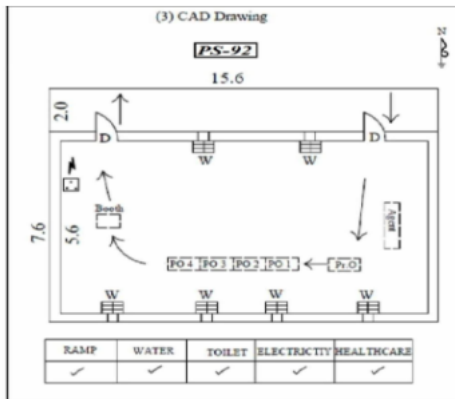 (3) CAD Drawing
PS-92
N
15.6
2.0
D
D
W
W
7.6
5.6
Booth
Agent
PO 4 PO 3 PO 2 PO 1
Pr.O
W
W
W
W
RAMP WATER TOILET ELECTRICTIY HEALTHCARE